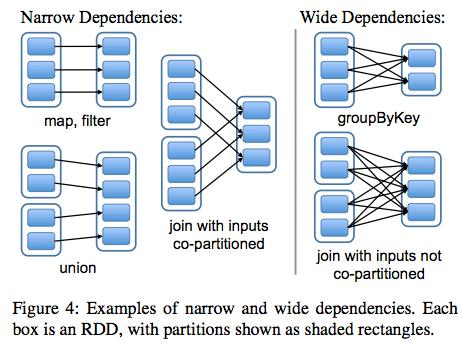 Narrow Dependencies:
Wide Dependencies:
map, filter
union
join with inputs
co-partitioned
groupByKey
join with inputs not
co-partitioned
Figure 4: Examples of narrow and wide dependencies. Each
box is an RDD, with partitions shown as shaded rectangles.